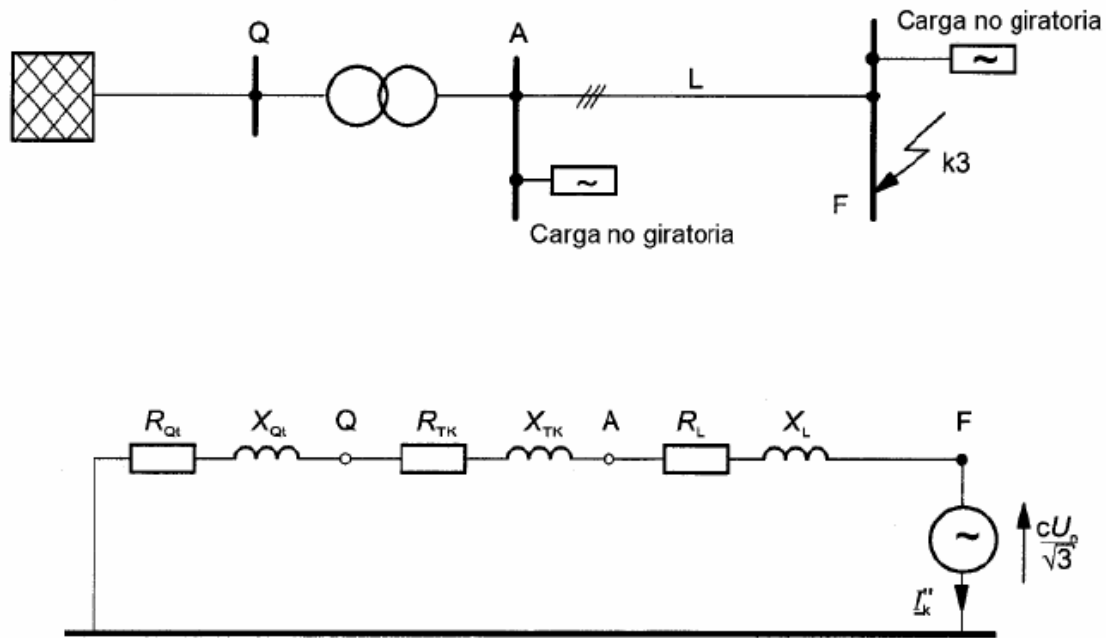 Carga no giratoria
Q
A
L
~
k3
~
F
Carga no giratoria
R_Qt X_Qt Q R_TK X_TK A R_L X_L F
~
cU_n
√3
I"_k